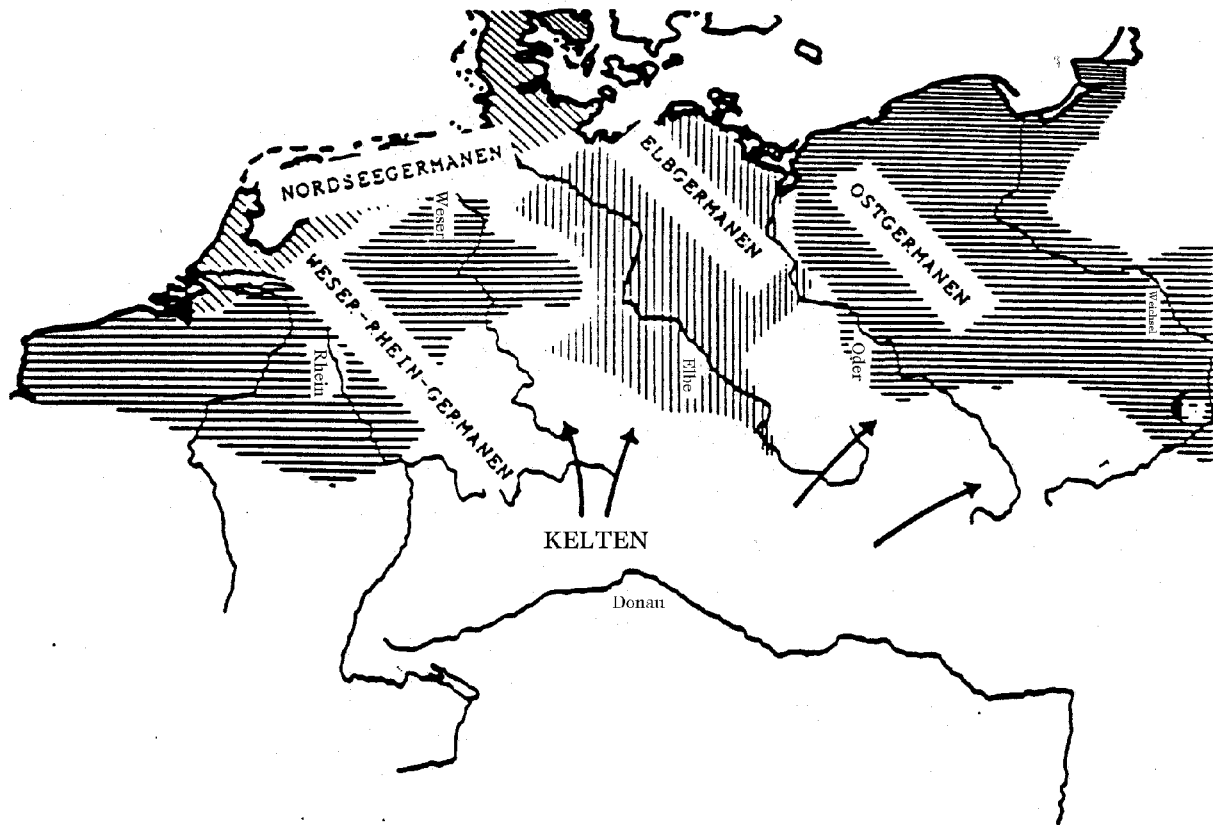 NORDSEEGERMANEN
ELBGERMANEN
OSTGERMANEN
Weser
WESER-RHEIN-GERMANEN
Weichsel
Rhein
Elbe
Oder
KELTEN
Donau